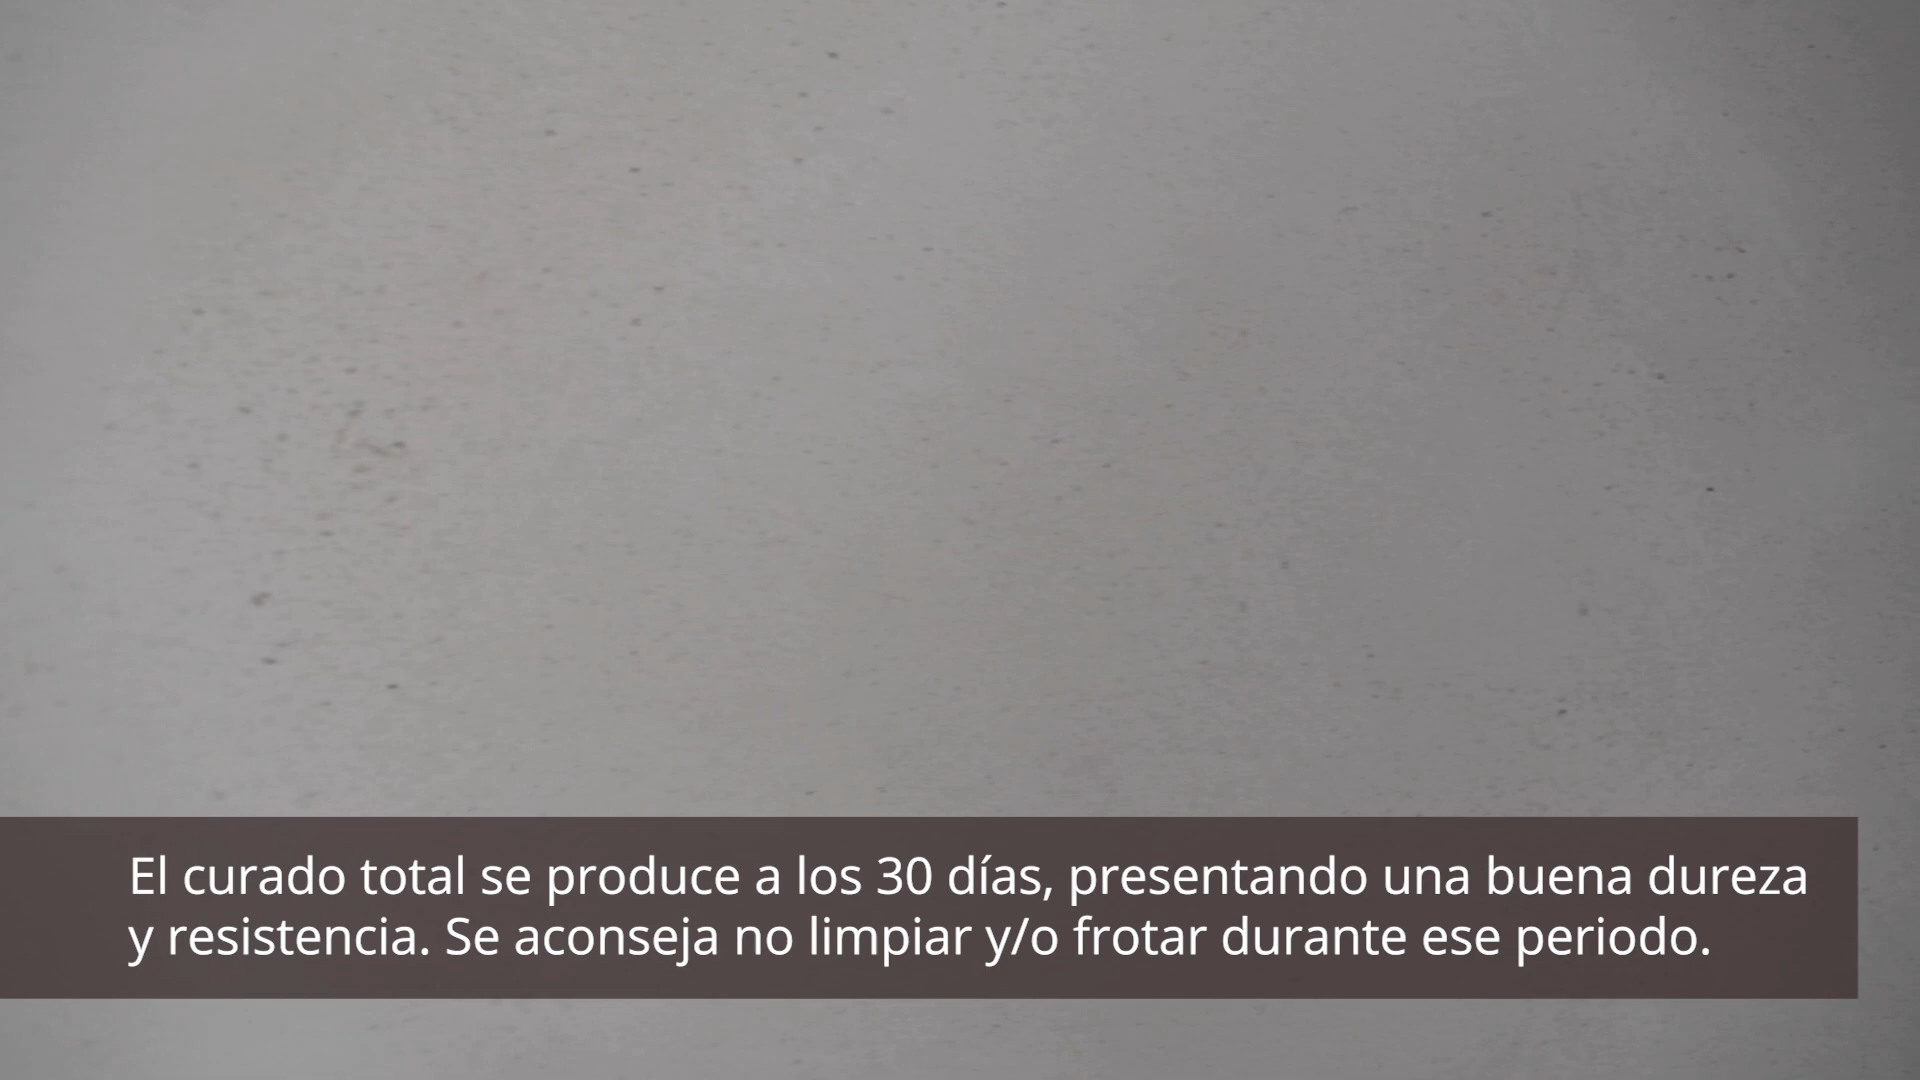 El curado total se produce a los 30 días, presentando una buena dureza
y resistencia. Se aconseja no limpiar y/o frotar durante ese periodo.